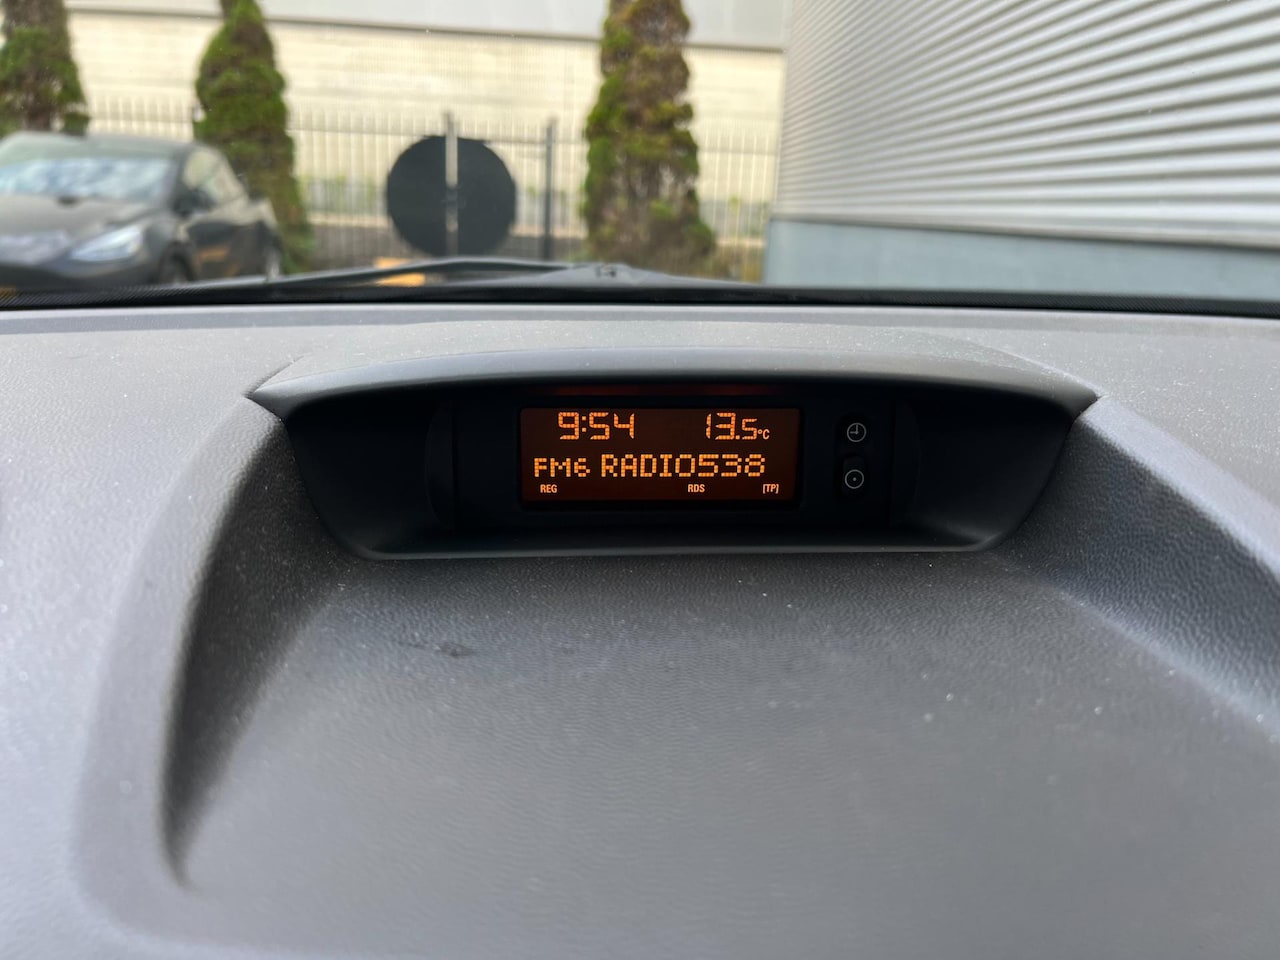 9:54 13.5°C
FM6 RADIO538
REG RDS [TP]